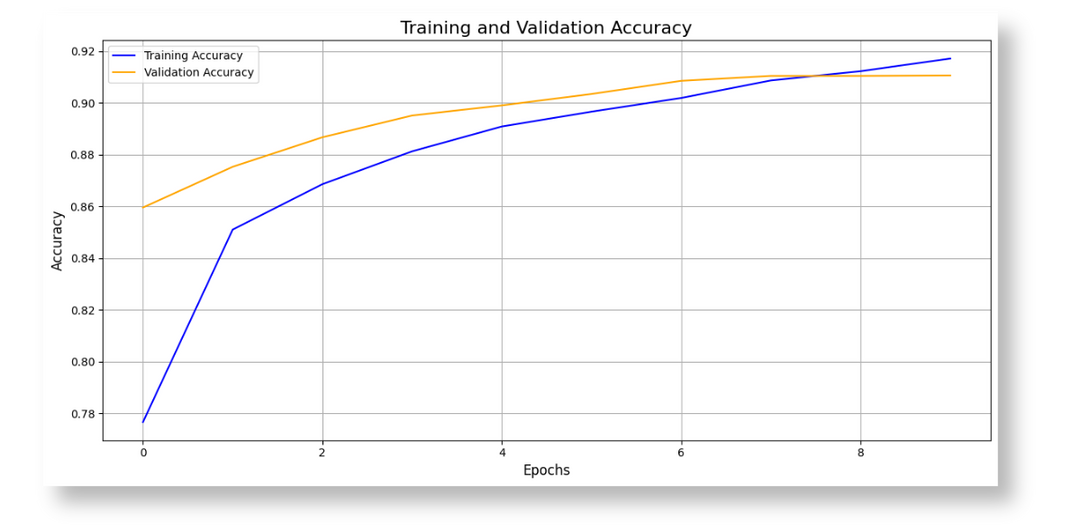 Training and Validation Accuracy
Training Accuracy
Validation Accuracy
0.92
0.90
0.88
0.86
0.84
0.82
0.80
0.78
Accuracy
0 2 4 6 8
Epochs